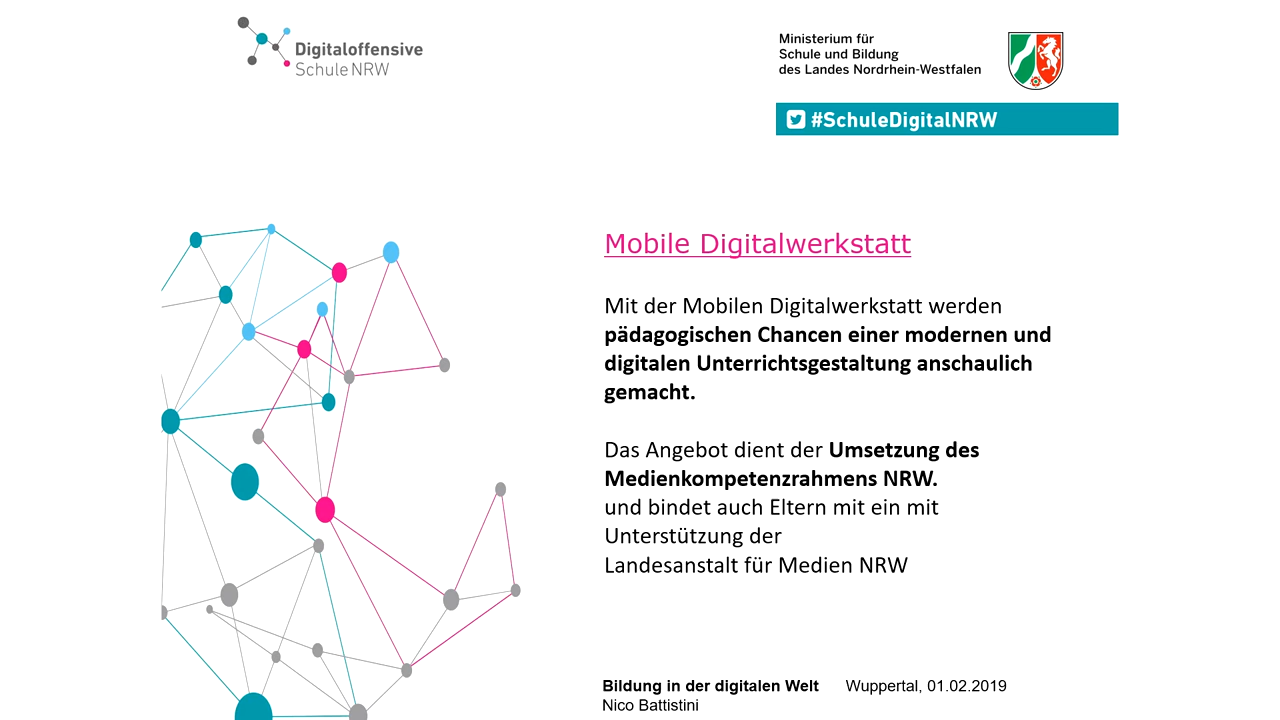 Digitaloffensive
Schule NRW
Ministerium für
Schule und Bildung
des Landes Nordrhein-Westfalen
#SchuleDigitalNRW
Mobile Digitalwerkstatt
Mit der Mobilen Digitalwerkstatt werden
pädagogischen Chancen einer modernen und
digitalen Unterrichtsgestaltung anschaulich
gemacht.
Das Angebot dient der Umsetzung des
Medienkompetenzrahmens NRW.
und bindet auch Eltern mit ein mit
Unterstützung der
Landesanstalt für Medien NRW
Bildung in der digitalen Welt Wuppertal, 01.02.2019
Nico Battistini